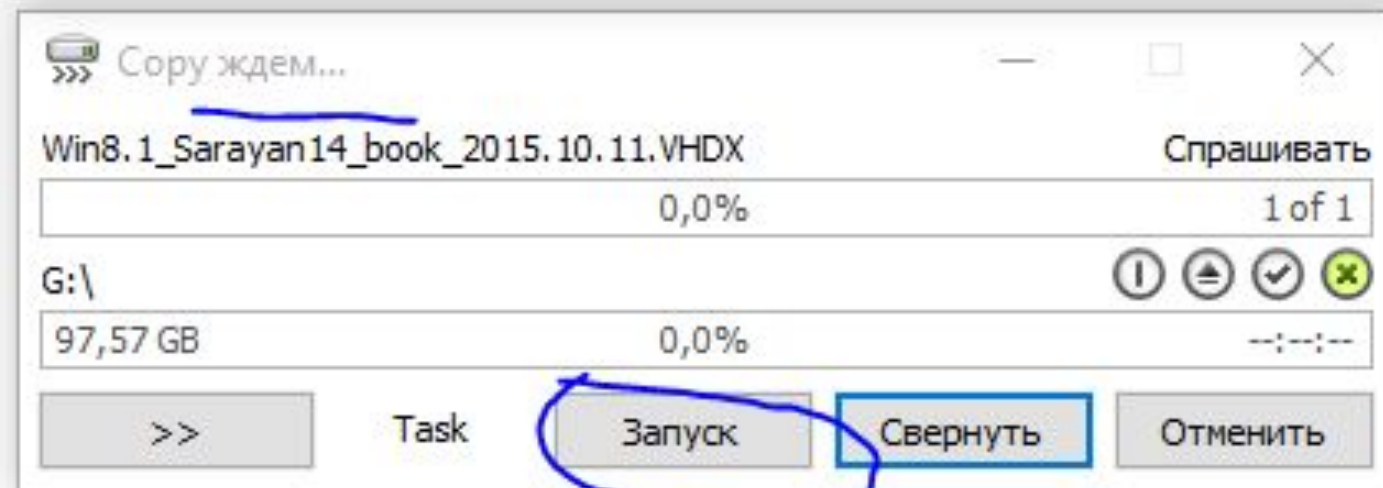 Copy ждем...
Win8.1_Sarayan14_book_2015.10.11.VHDX Спрашивать
0,0% 1 of 1
G:\
97,57 GB 0,0% --:--:--
>> Task Запуск Свернуть Отменить